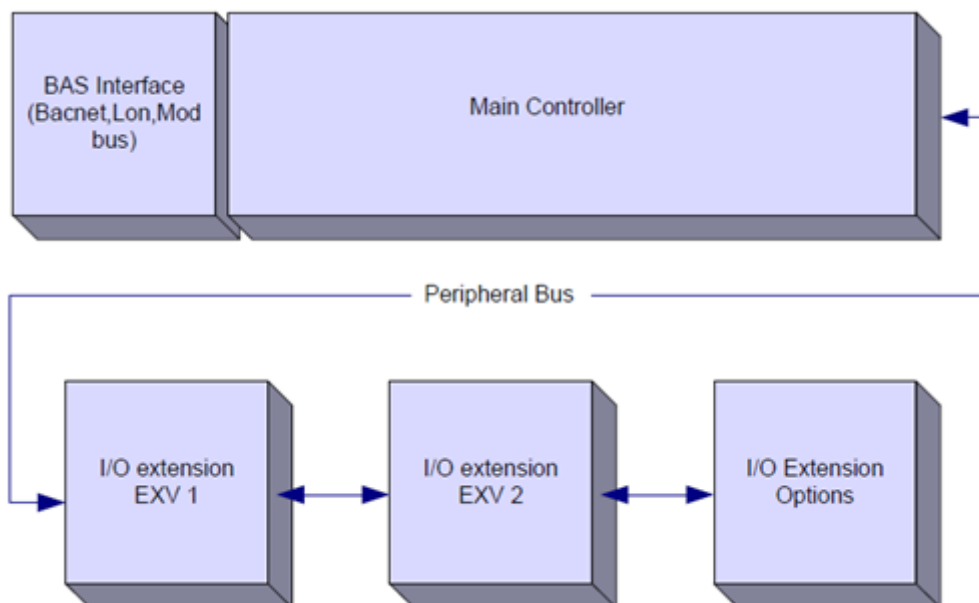 BAS Interface
(Bacnet,Lon,Mod
bus)
Main Controller
Peripheral Bus
I/O extension
EXV 1
I/O extension
EXV 2
I/O Extension
Options